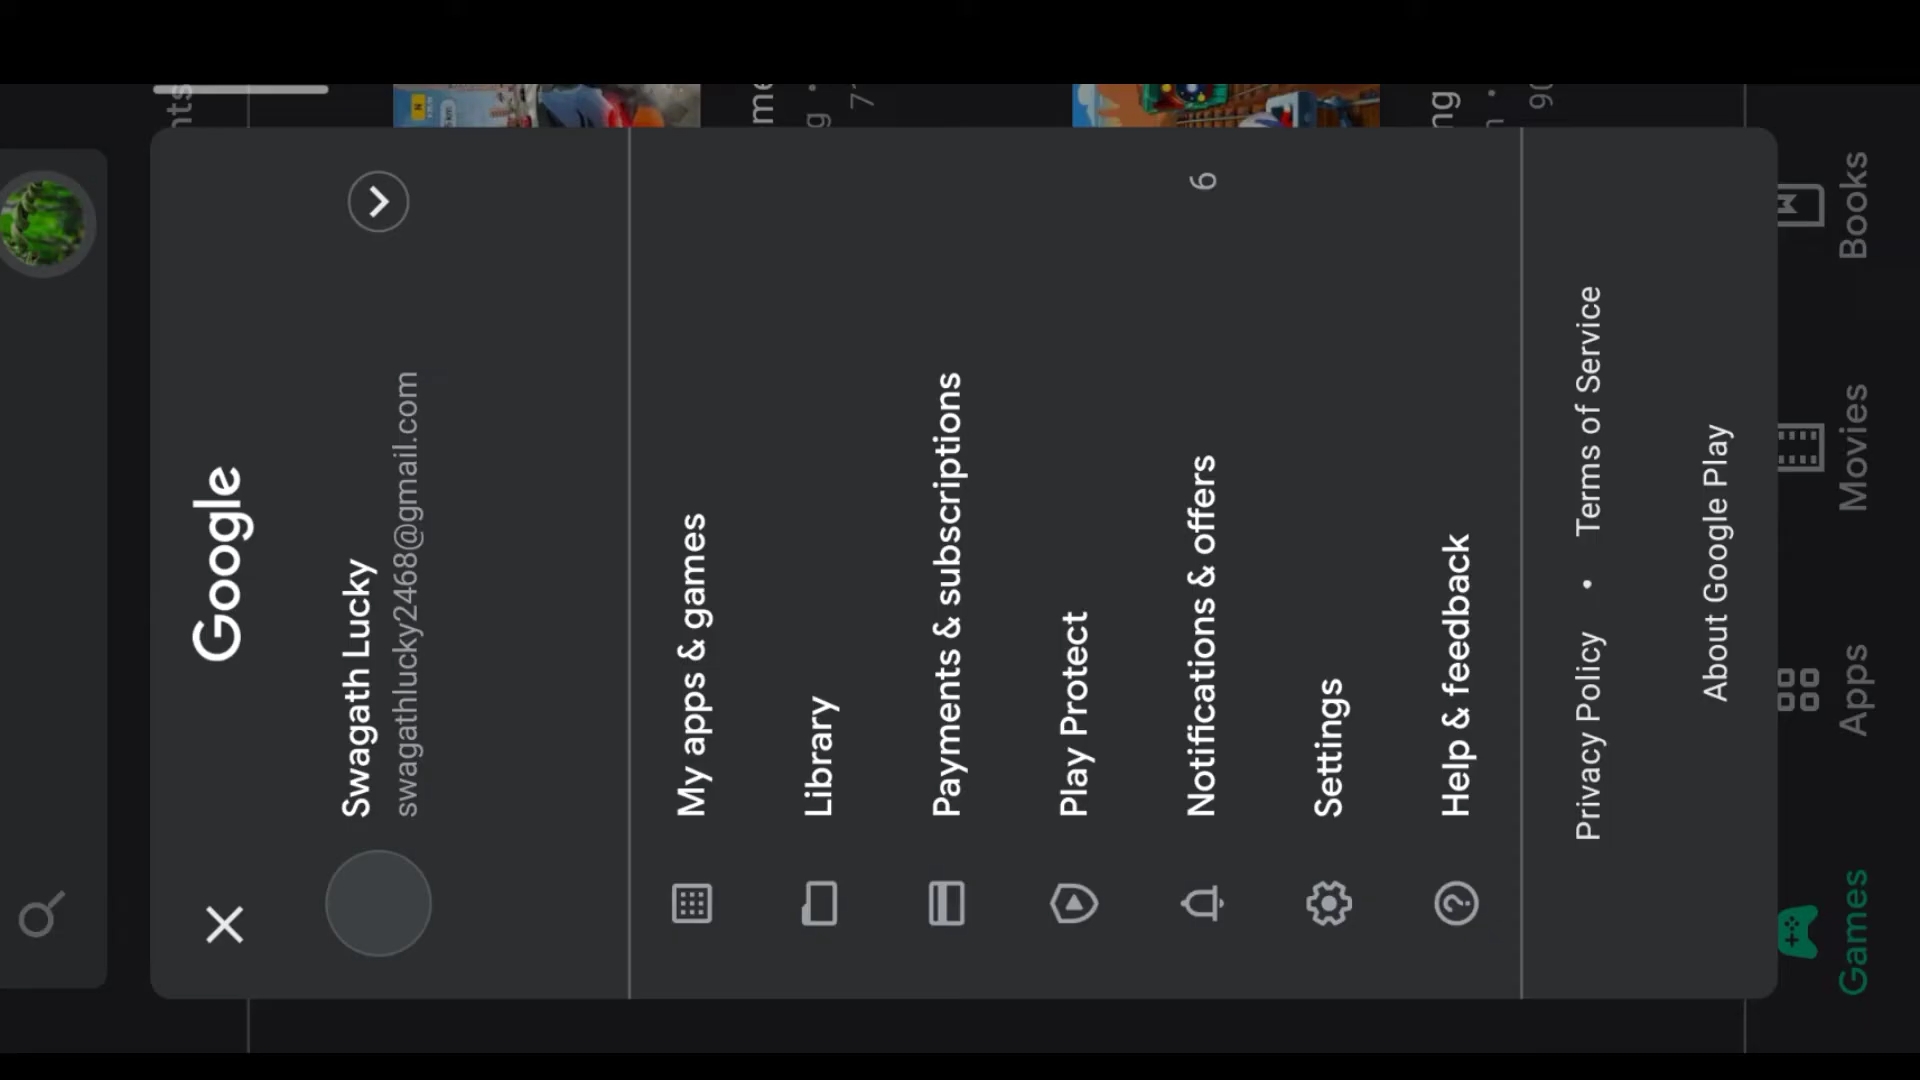 Google
Swagath Lucky
swagathlucky2468@gmail.com
My apps & games
Library
Payments & subscriptions
Play Protect
Notifications & offers
6
Settings
Help & feedback
Privacy Policy • Terms of Service
About Google Play
Games
Apps
Movies
Books